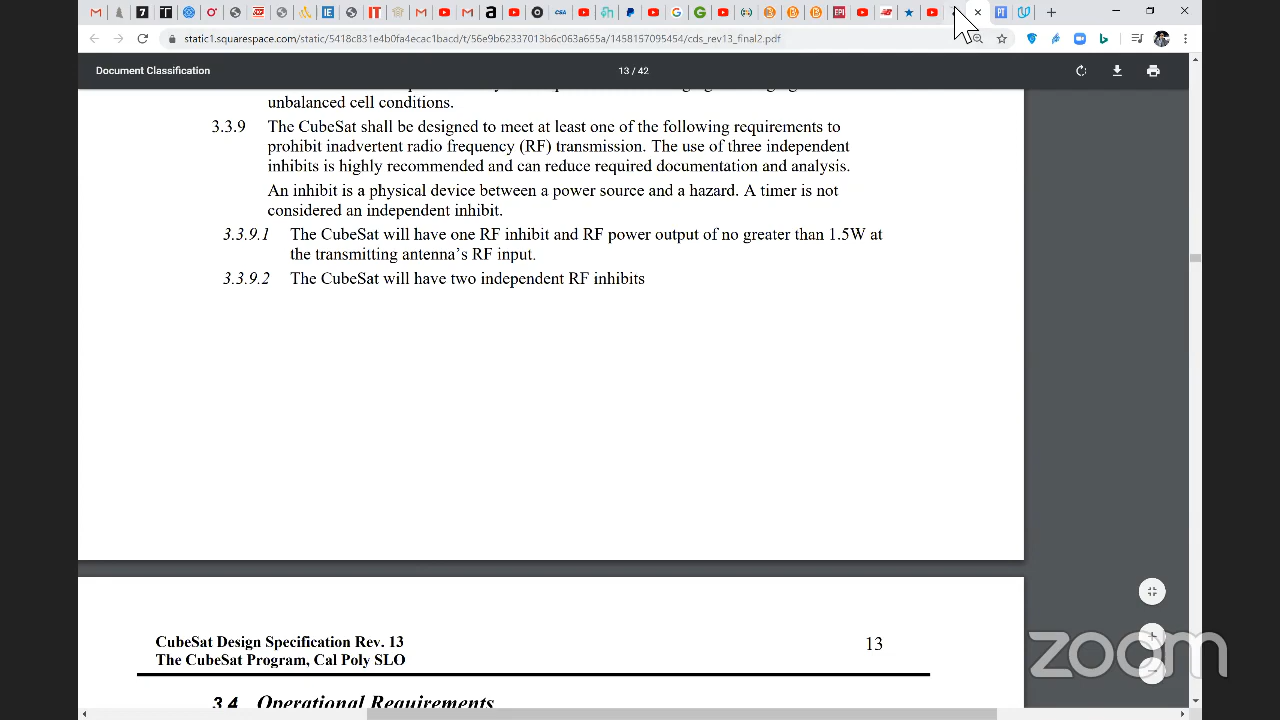 static1.squarespace.com/static/5418c831e4b0fa4ecac1bacd/t/56e9b62337013b6c063a655a/1458157095454/cds_rev13_final2.pdf
Document Classification
13 / 42
unbalanced cell conditions.
3.3.9 The CubeSat shall be designed to meet at least one of the following requirements to
prohibit inadvertent radio frequency (RF) transmission. The use of three independent
inhibits is highly recommended and can reduce required documentation and analysis.
An inhibit is a physical device between a power source and a hazard. A timer is not
considered an independent inhibit.
3.3.9.1 The CubeSat will have one RF inhibit and RF power output of no greater than 1.5W at
the transmitting antenna's RF input.
3.3.9.2 The CubeSat will have two independent RF inhibits
CubeSat Design Specification Rev. 13
13
The CubeSat Program, Cal Poly SLO
3.4 Operational Requirements
zoom